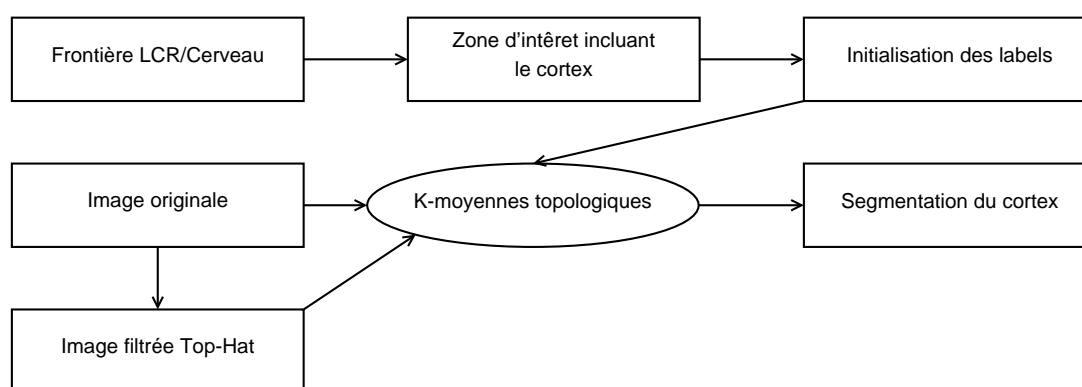 Frontière LCR/Cerveau
Zone d'intêret incluant
le cortex
Initialisation des labels
Image originale
K-moyennes topologiques
Segmentation du cortex
Image filtrée Top-Hat